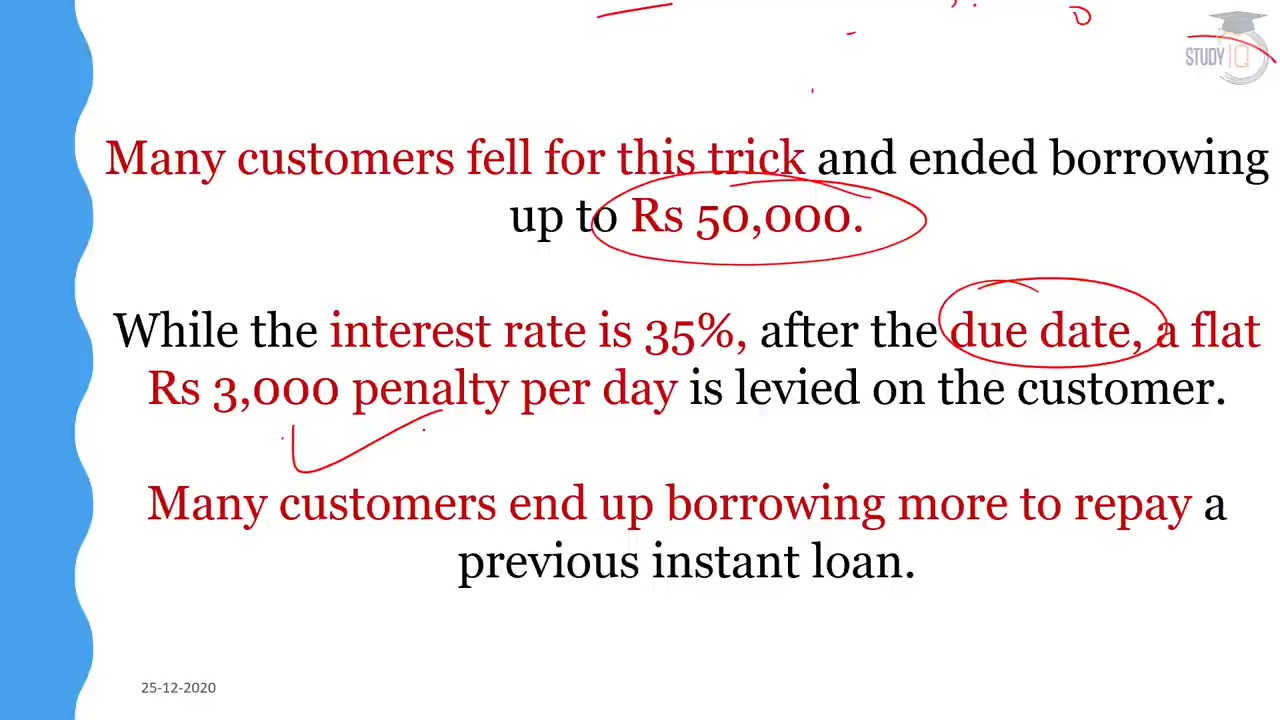 STUDY IQ
Many customers fell for this trick and ended borrowing
up to Rs 50,000.
While the interest rate is 35%, after the due date, a flat
Rs 3,000 penalty per day is levied on the customer.
Many customers end up borrowing more to repay a
previous instant loan.
25-12-2020